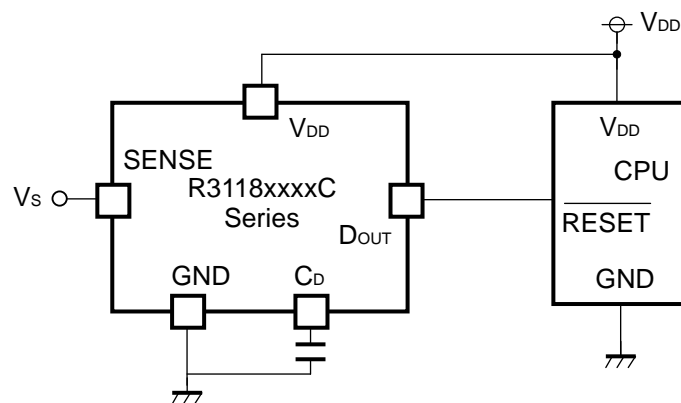 VDD
VDD
VDD
SENSE
CPU
VS
R3118xxxxC
Series
RESET
DOUT
GND
CD
GND